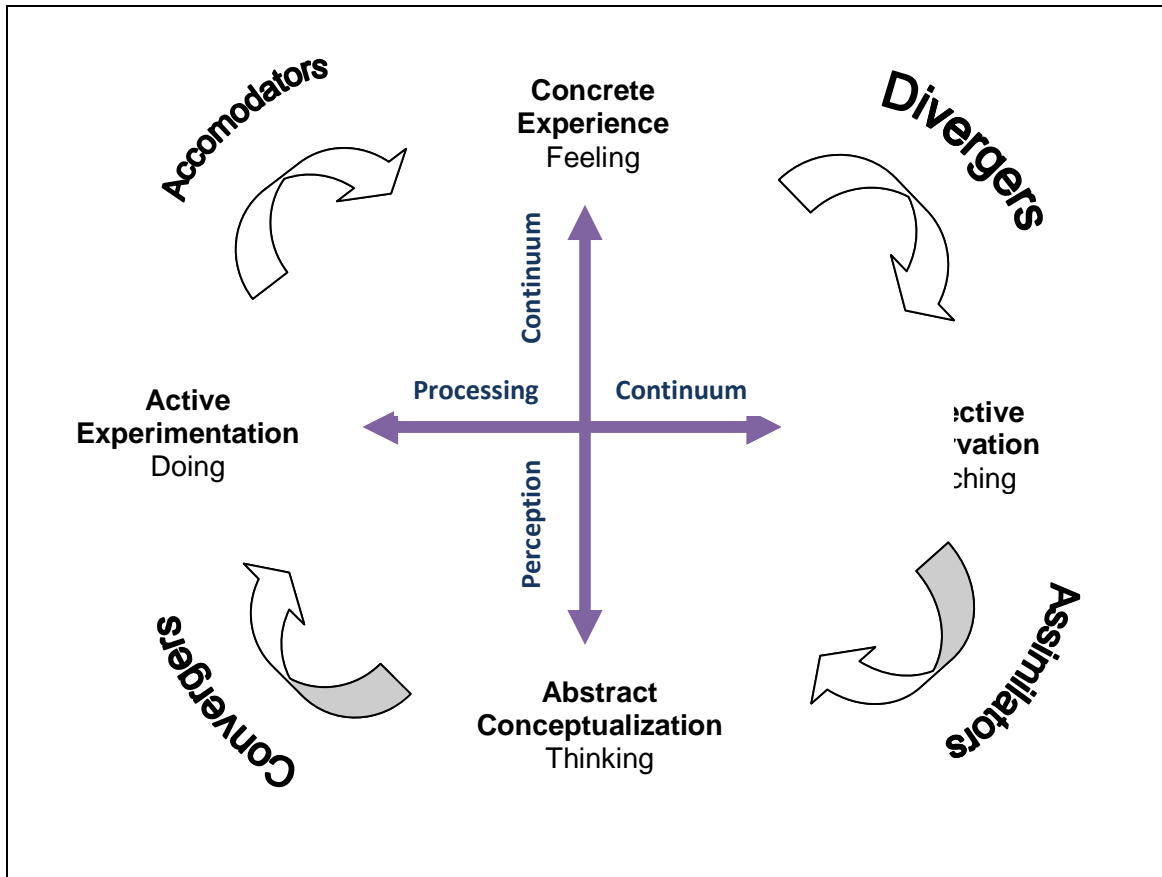 Accomodators
Concrete
Experience
Feeling
Divergers
Continuum
Processing
Continuum
Active
Experimentation
Doing
ective
rvation
ching
Perception
Convergers
Abstract
Conceptualization
Thinking
Assimilators